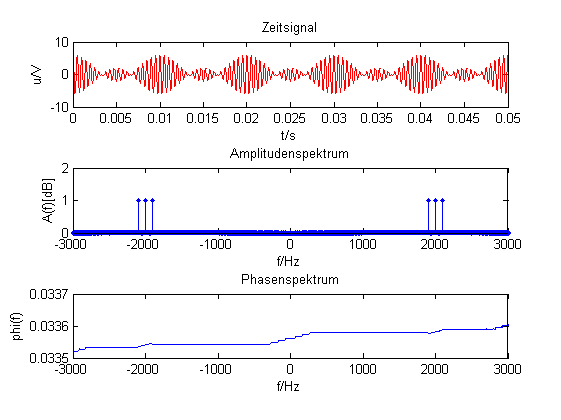 Zeitsignal
10
0
-10
u/V
0 0.005 0.01 0.015 0.02 0.025 0.03 0.035 0.04 0.045 0.05
t/s
Amplitudenspektrum
2
1
0
A(f)[dB]
-3000 -2000 -1000 0 1000 2000 3000
f/Hz
Phasenspektrum
0.0337
0.0336
0.0335
phi(f)
-3000 -2000 -1000 0 1000 2000 3000
f/Hz